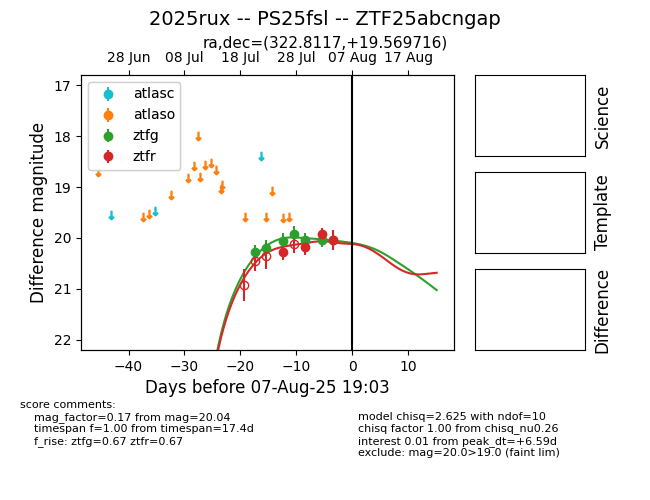 2025rux -- PS25fsl -- ZTF25abcngap
ra,dec=(322.8117,+19.569716)
28 Jun 08 Jul 18 Jul 28 Jul 07 Aug 17 Aug
atlasc
atlaso
ztfg
ztfr
17
18
19
20
21
22
Difference magnitude
−40 −30 −20 −10 0 10
Days before 07-Aug-25 19:03
Science
Template
Difference
score comments:
mag_factor=0.17 from mag=20.04
timespan f=1.00 from timespan=17.4d
f_rise: ztfg=0.67 ztfr=0.67
model chisq=2.625 with ndof=10
chisq factor 1.00 from chisq_nu0.26
interest 0.01 from peak_dt=+6.59d
exclude: mag=20.0>19.0 (faint lim)